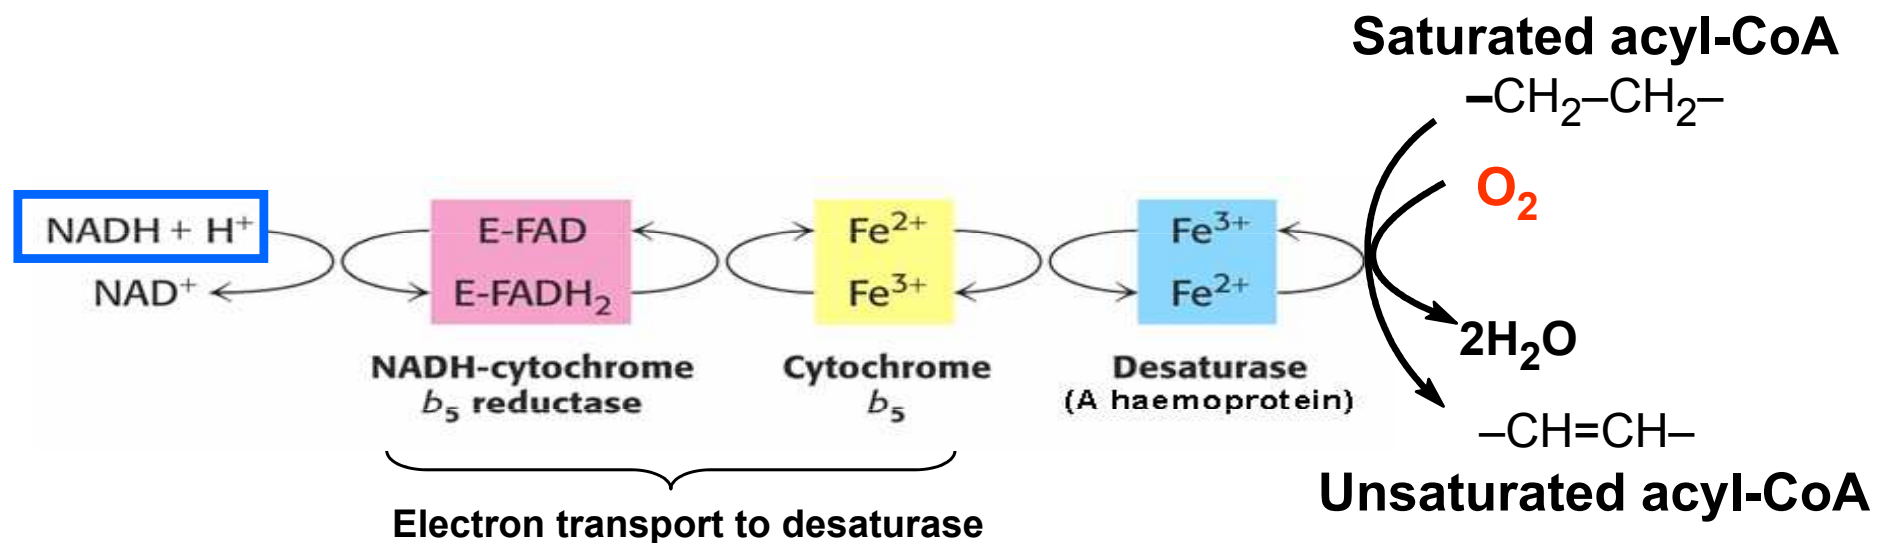 Saturated acyl-CoA
–CH₂–CH₂–
O₂
NADH + H⁺
NAD⁺
E-FAD
E-FADH₂
Fe²⁺
Fe³⁺
Fe³⁺
Fe²⁺
2H₂O
NADH-cytochrome
b₅ reductase
Cytochrome
b₅
Desaturase
(A haemoprotein)
–CH=CH–
Unsaturated acyl-CoA
Electron transport to desaturase